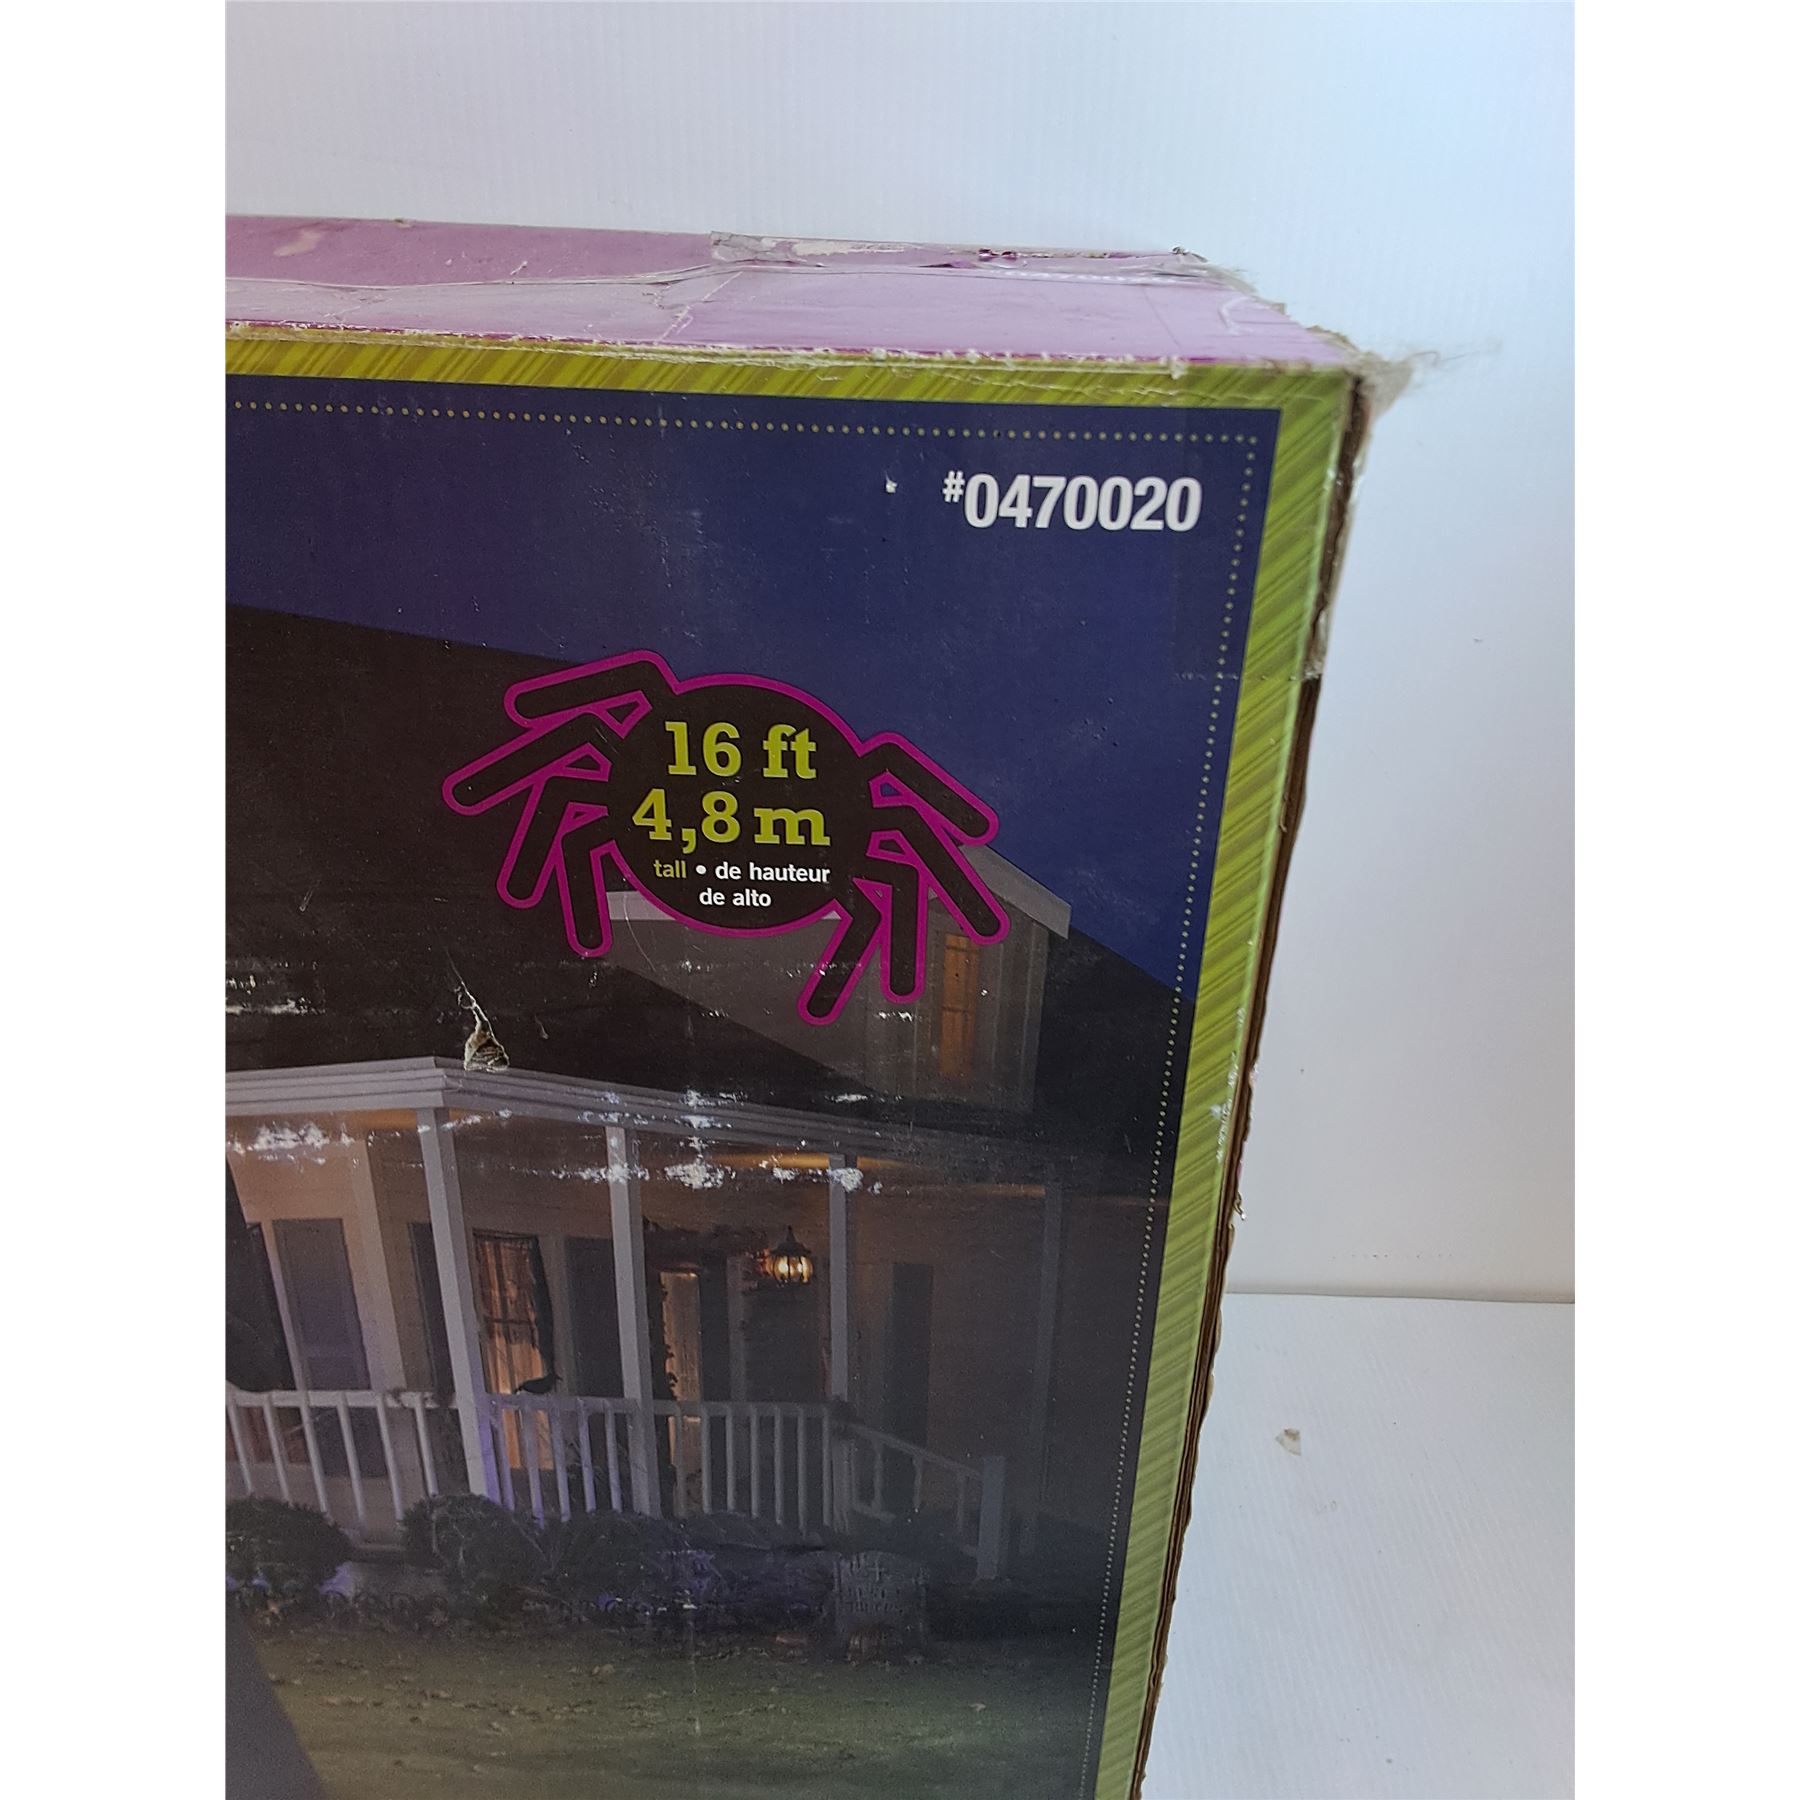 #0470020
16 ft
4,8 m
tall • de hauteur
de alto